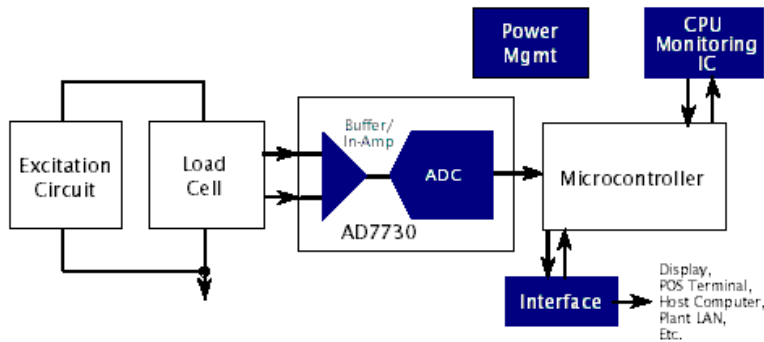 Power
Mgmt
CPU
Monitoring
IC
Excitation
Circuit
Load
Cell
Buffer/
In-Amp
ADC
AD7730
Microcontroller
Interface
Display,
POS Terminal,
Host Computer,
Plant LAN,
Etc.